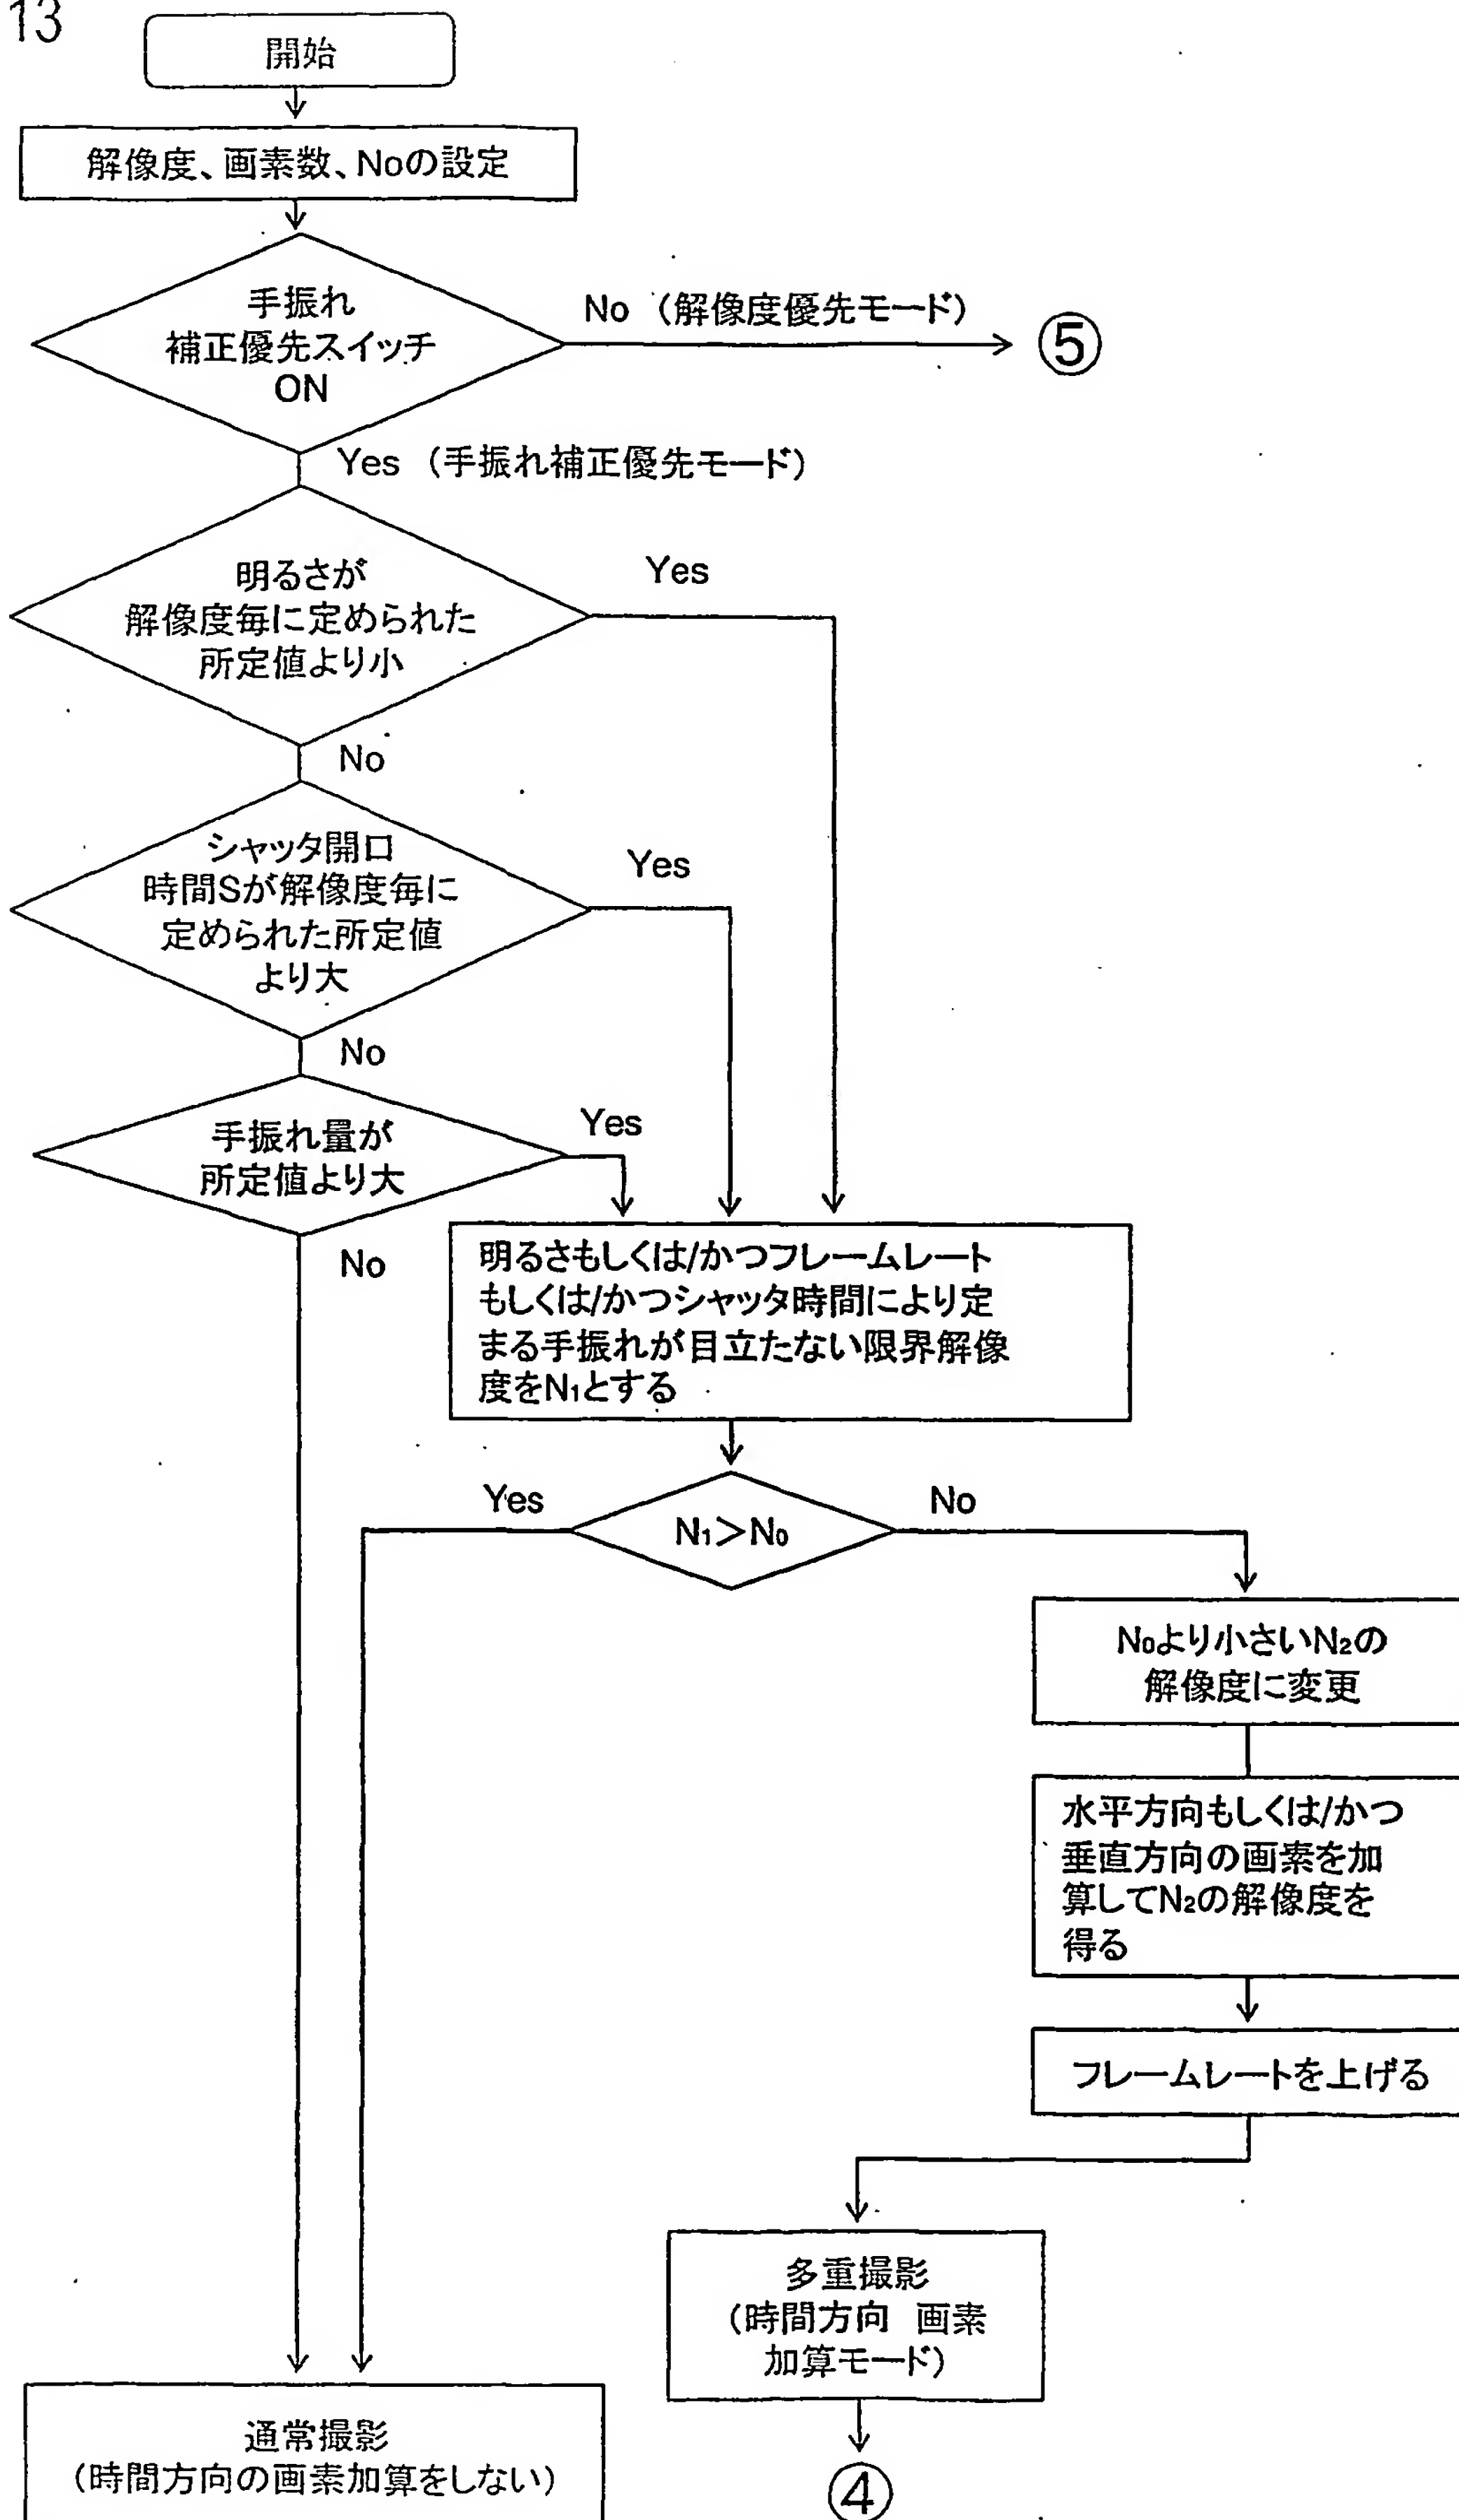 13
開始
解像度、画素数、Noの設定
手振れ
補正優先スイッチ
ON
No (解像度優先モード)
⑤
Yes (手振れ補正優先モード)
明るさが
解像度毎に定められた
所定値より小
Yes
No
シャッタ開口
時間Sが解像度毎に
定められた所定値
より大
Yes
No
手振れ量が
所定値より大
Yes
No
明るさもしくは/かつフレームレート
もしくは/かつシャッタ時間により定
まる手振れが目立たない限界解像
度をN₁とする
Yes
N₁>N₀
No
N₀より小さいN₂の
解像度に変更
水平方向もしくは/かつ
垂直方向の画素を加
算してN₂の解像度を
得る
フレームレートを上げる
多重撮影
(時間方向 画素
加算モード)
④
通常撮影
(時間方向の画素加算をしない)